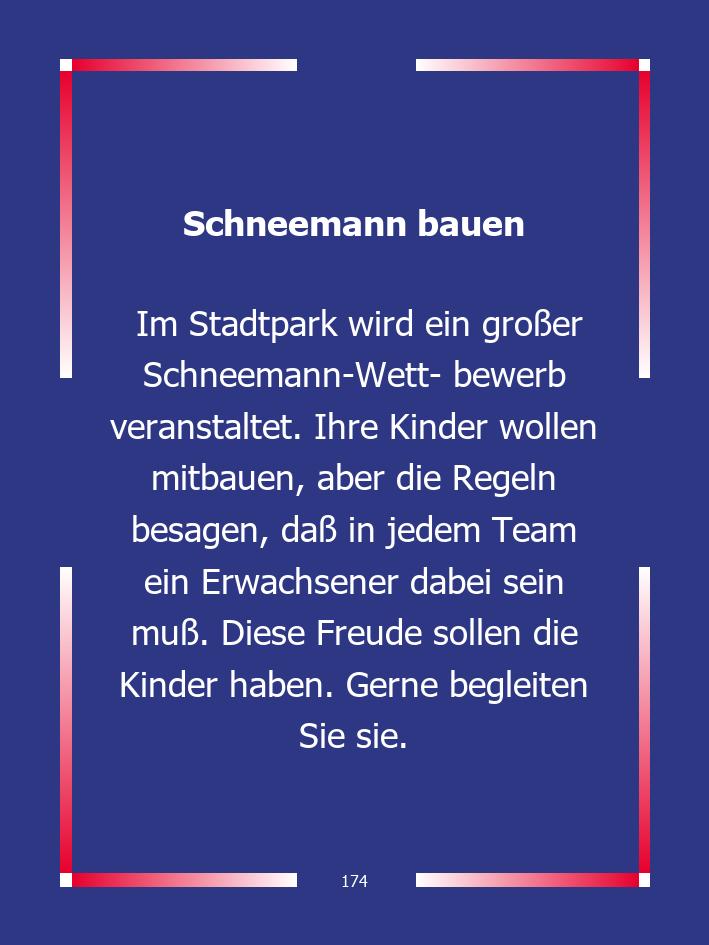 Schneemann bauen
Im Stadtpark wird ein großer
Schneemann-Wett- bewerb
veranstaltet. Ihre Kinder wollen
mitbauen, aber die Regeln
besagen, daß in jedem Team
ein Erwachsener dabei sein
muß. Diese Freude sollen die
Kinder haben. Gerne begleiten
Sie sie.
174